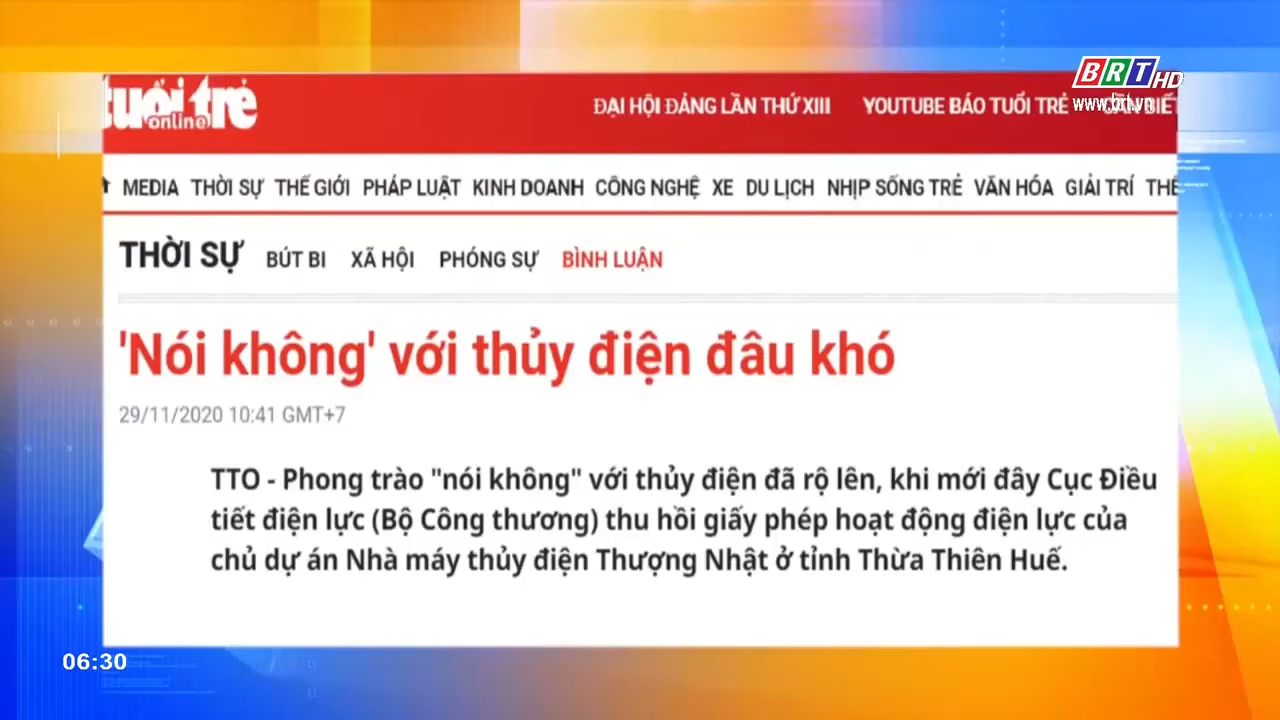 BRT HD
www.brt.vn
tuổi trẻ
online
ĐẠI HỘI ĐẢNG LẦN THỨ XIII YOUTUBE BÁO TUỔI TRẺ
MEDIA THỜI SỰ THẾ GIỚI PHÁP LUẬT KINH DOANH CÔNG NGHỆ XE DU LỊCH NHỊP SỐNG TRẺ VĂN HÓA GIẢI TRÍ THỂ
THỜI SỰ BÚT BI XÃ HỘI PHÓNG SỰ BÌNH LUẬN
'Nói không' với thủy điện đâu khó
29/11/2020 10:41 GMT+7
TTO - Phong trào "nói không" với thủy điện đã rộ lên, khi mới đây Cục Điều
tiết điện lực (Bộ Công thương) thu hồi giấy phép hoạt động điện lực của
chủ dự án Nhà máy thủy điện Thượng Nhật ở tỉnh Thừa Thiên Huế.
06:30